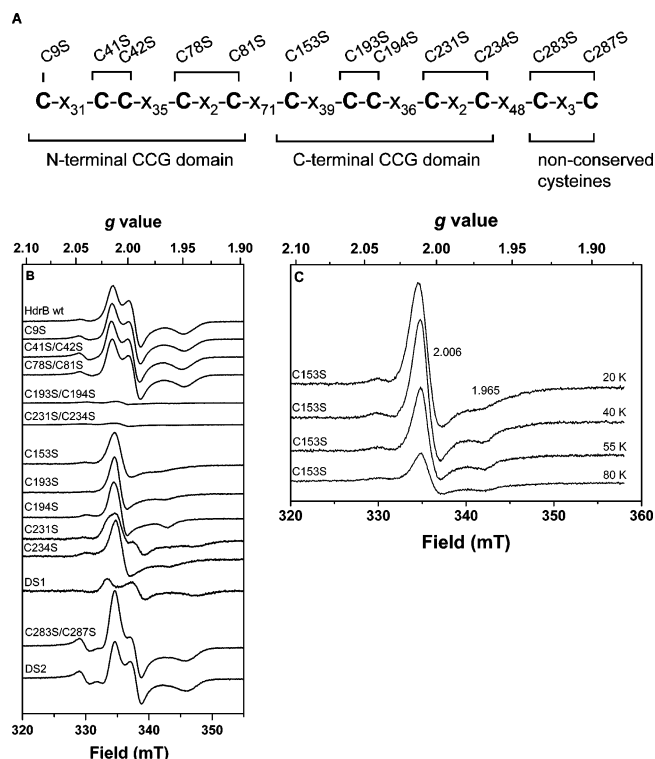 A
C9S C41S C42S C78S C81S C153S C193S C194S C231S C234S C283S C287S
C-x31-C-C-x35-C-x2-C-x71-C-x39-C-C-x36-C-x2-C-x48-C-x3-C
N-terminal CCG domain C-terminal CCG domain non-conserved
cysteines
g value
2.10 2.05 2.00 1.95 1.90
B
HdrB wt
C9S
C41S/C42S
C78S/C81S
C193S/C194S
C231S/C234S
C153S
C193S
C194S
C231S
C234S
DS1
C283S/C287S
DS2
320 330 340 350
Field (mT)
g value
2.10 2.05 2.00 1.95 1.90
C
2.006
1.965
C153S 20 K
C153S 40 K
C153S 55 K
C153S 80 K
320 330 340 350 360
Field (mT)